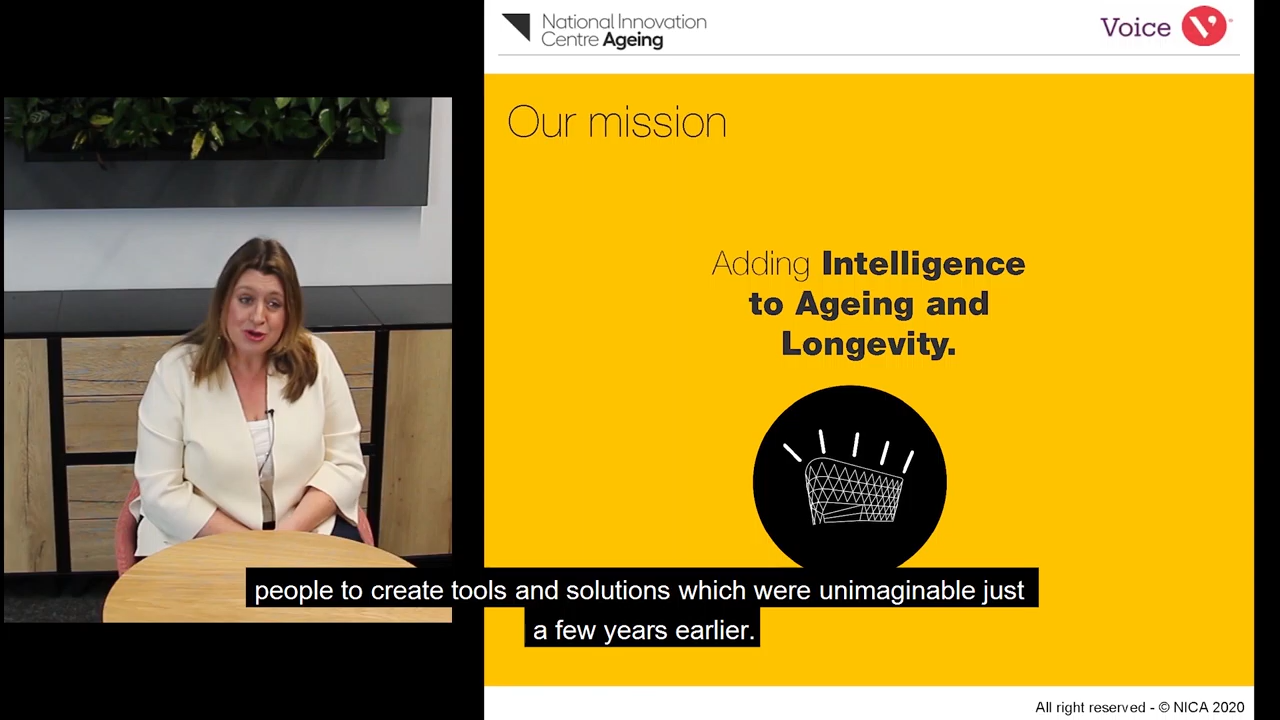 National Innovation
Centre Ageing
Voice
Our mission
Adding Intelligence
to Ageing and
Longevity.
people to create tools and solutions which were unimaginable just
a few years earlier.
All right reserved - © NICA 2020